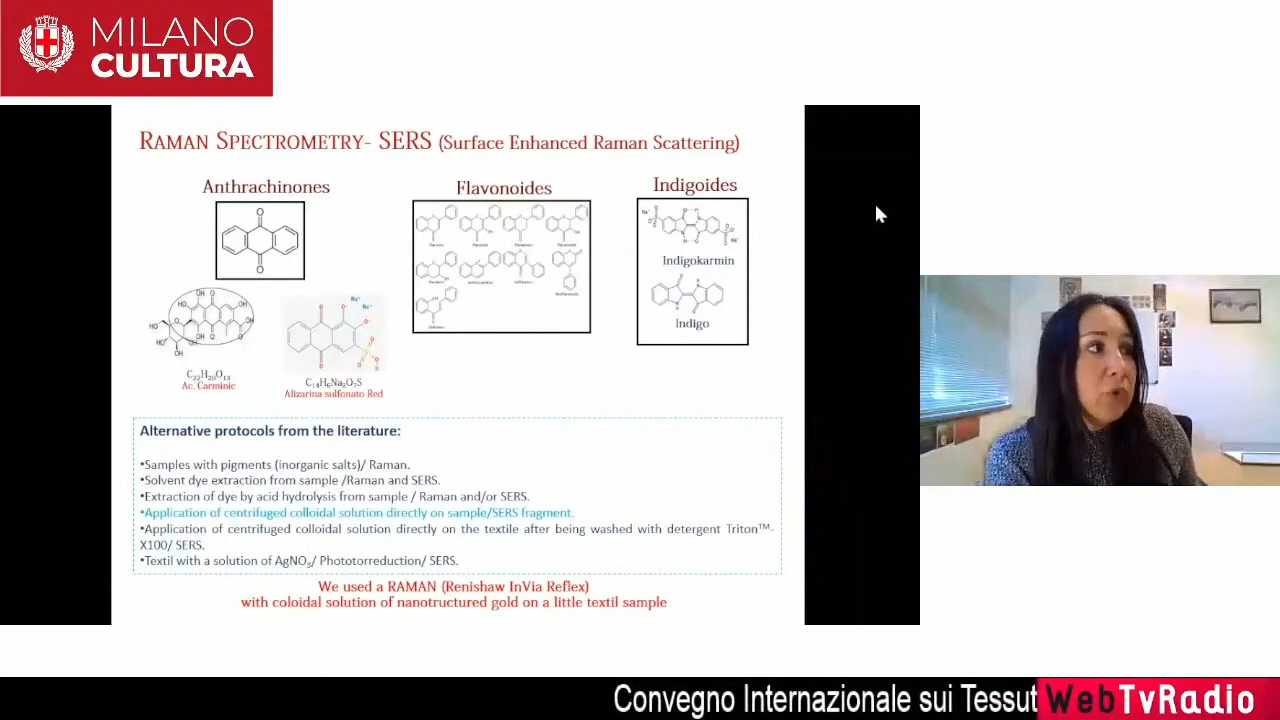 MILANO
CULTURA
RAMAN SPECTROMETRY- SERS (Surface Enhanced Raman Scattering)
Anthrachinones
Flavonoides
Indigoides
Indigokarmin
Indigo
C22H20O13
Ac. Carminic
C14H6Na2O7S
Alizarina sulfonato Red
Alternative protocols from the literature:
•Samples with pigments (inorganic salts)/ Raman.
•Solvent dye extraction from sample /Raman and SERS.
•Extraction of dye by acid hydrolysis from sample / Raman and/or SERS.
•Application of centrifuged colloidal solution directly on sample/SERS fragment.
•Application of centrifuged colloidal solution directly on the textile after being washed with detergent Triton™-
X100/ SERS.
•Textil with a solution of AgNO3/ Phototorreduction/ SERS.
We used a RAMAN (Renishaw InVia Reflex)
with coloidal solution of nanotructured gold on a little textil sample
Convegno Internazionale sui Tessut
WebTvRadio